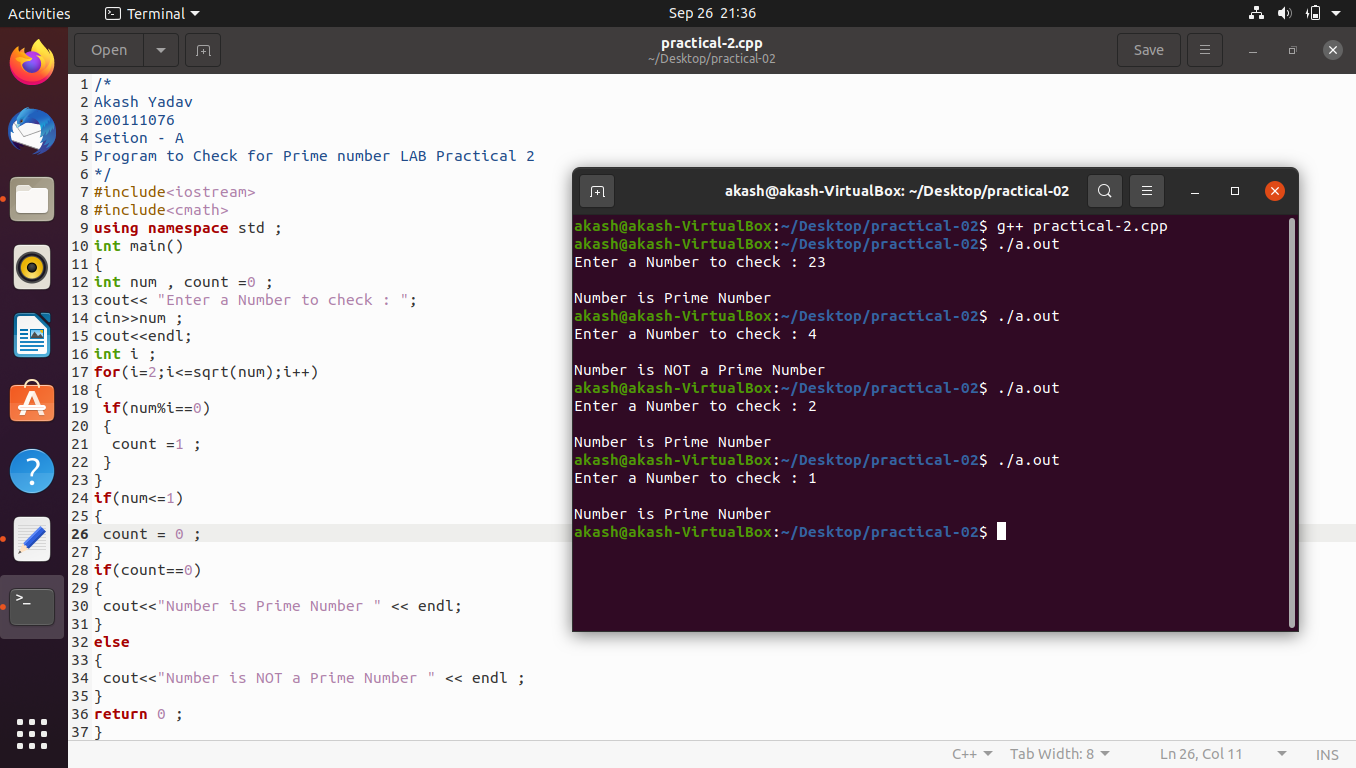 Activities
Terminal
Sep 26 21:36
Open
practical-2.cpp
~/Desktop/practical-02
Save
1 /*
2 Akash Yadav
3 200111076
4 Setion - A
5 Program to Check for Prime number LAB Practical 2
6 */
7 #include<iostream>
8 #include<cmath>
9 using namespace std ;
10 int main()
11 {
12 int num , count =0 ;
13 cout<< "Enter a Number to check : ";
14 cin>>num ;
15 cout<<endl;
16 int i ;
17 for(i=2;i<=sqrt(num);i++)
18 {
19  if(num%i==0)
20  {
21   count =1 ;
22  }
23 }
24 if(num<=1)
25 {
26  count = 0 ;
27 }
28 if(count==0)
29 {
30  cout<<"Number is Prime Number " << endl;
31 }
32 else
33 {
34  cout<<"Number is NOT a Prime Number " << endl ;
35 }
36 return 0 ;
37 }
akash@akash-VirtualBox: ~/Desktop/practical-02
akash@akash-VirtualBox:~/Desktop/practical-02$ g++ practical-2.cpp
akash@akash-VirtualBox:~/Desktop/practical-02$ ./a.out
Enter a Number to check : 23
Number is Prime Number
akash@akash-VirtualBox:~/Desktop/practical-02$ ./a.out
Enter a Number to check : 4
Number is NOT a Prime Number
akash@akash-VirtualBox:~/Desktop/practical-02$ ./a.out
Enter a Number to check : 2
Number is Prime Number
akash@akash-VirtualBox:~/Desktop/practical-02$ ./a.out
Enter a Number to check : 1
Number is Prime Number
akash@akash-VirtualBox:~/Desktop/practical-02$
C++
Tab Width: 8
Ln 26, Col 11
INS